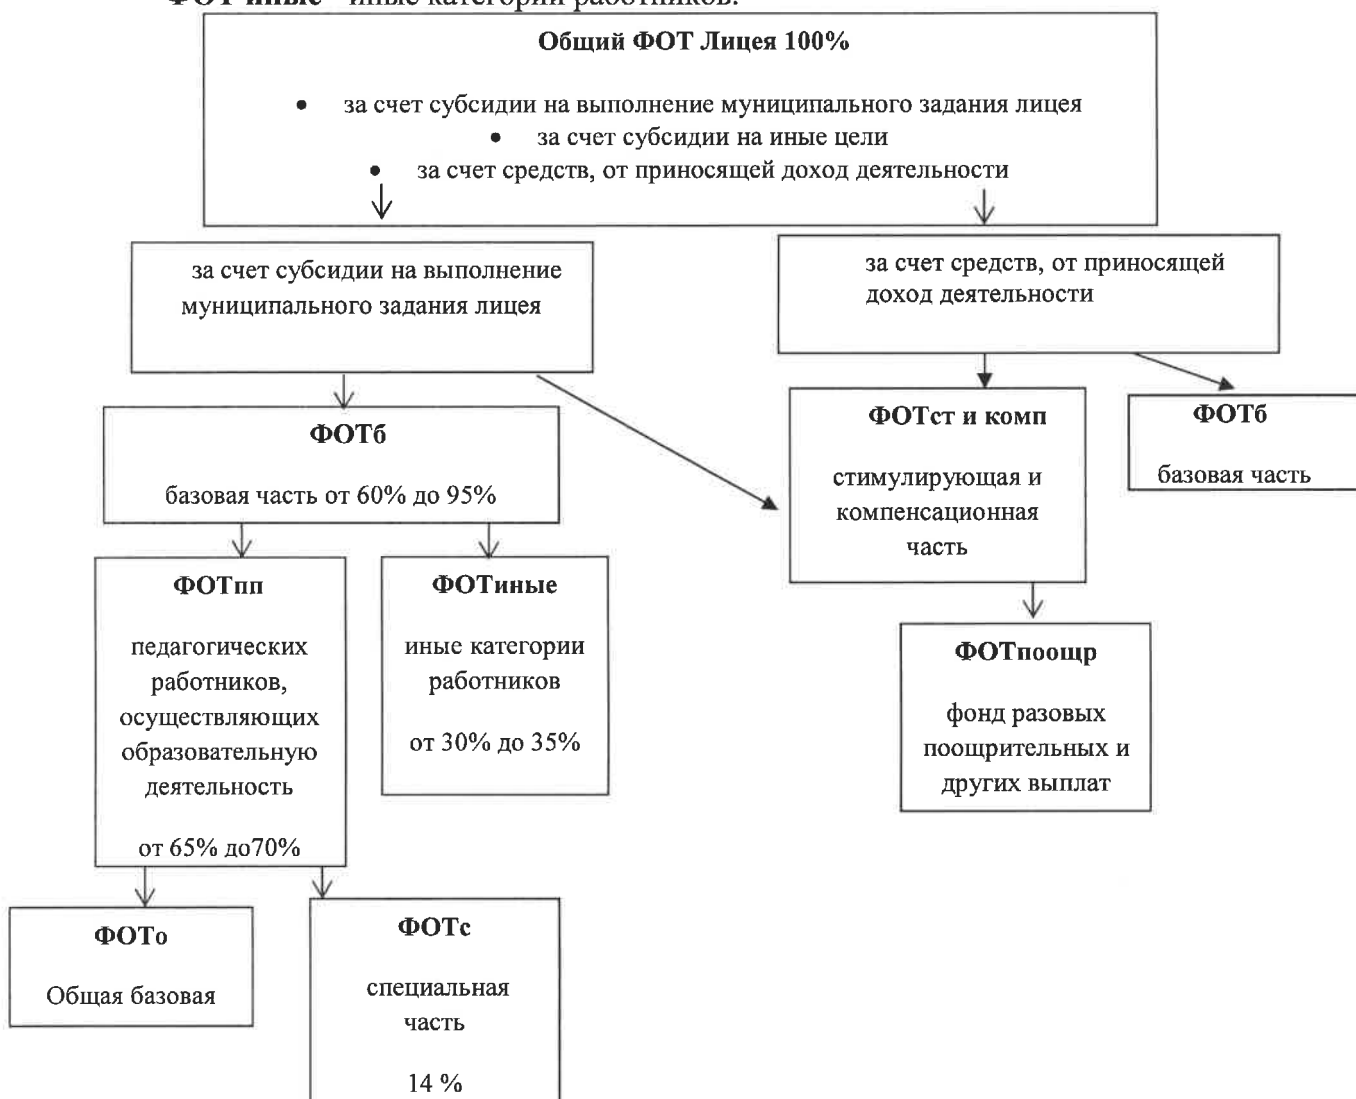 ФОТ иные - иные категории работников.
Общий ФОТ Лицея 100%
• за счет субсидии на выполнение муниципального задания лицея
• за счет субсидии на иные цели
• за счет средств, от приносящей доход деятельности
за счет субсидии на выполнение
муниципального задания лицея
за счет средств, от приносящей
доход деятельности
ФОТб
базовая часть от 60% до 95%
ФОТст и комп
стимулирующая и
компенсационная
часть
ФОТб
базовая часть
ФОТпп
педагогических
работников,
осуществляющих
образовательную
деятельность
от 65% до70%
ФОТиные
иные категории
работников
от 30% до 35%
ФОТпоощр
фонд разовых
поощрительных и
других выплат
ФОТо
Общая базовая
ФОТс
специальная
часть
14 %